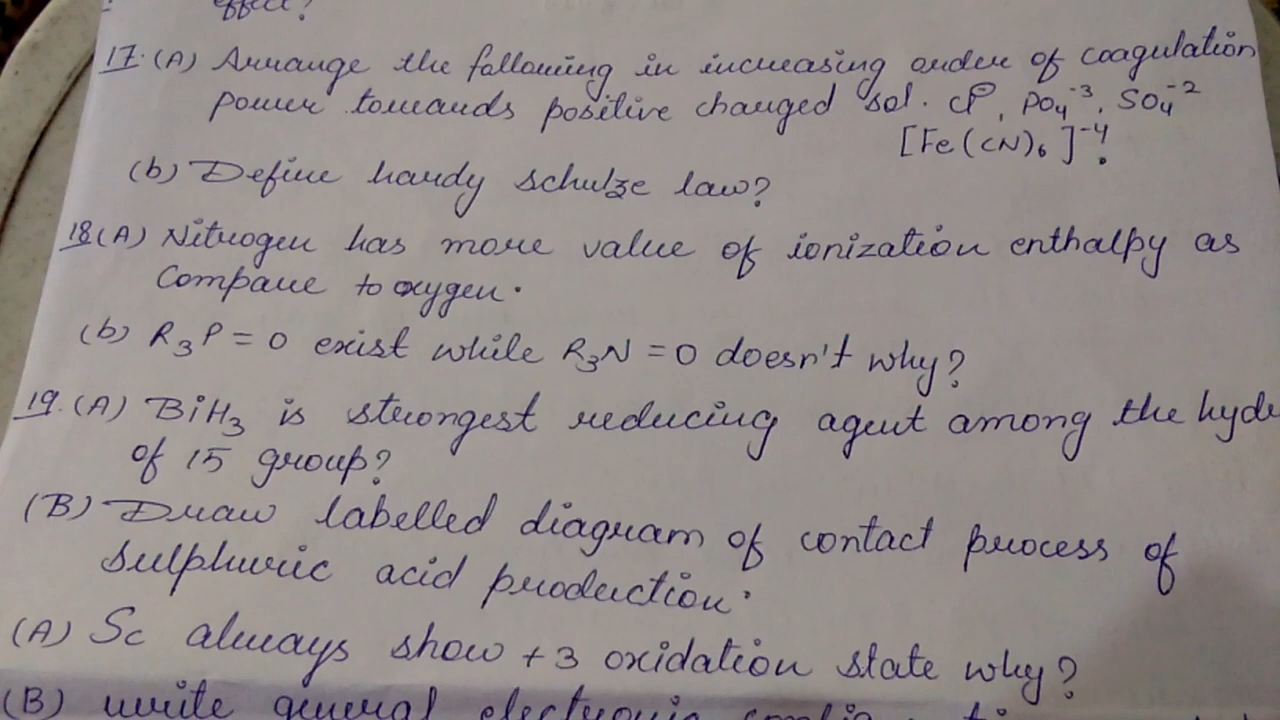 effect?
17. (A) Arrange the following in increasing order of coagulation
power towards positive charged sol. Cl⁻, PO₄⁻³, SO₄⁻²
[Fe(CN)₆]⁻⁴?
(b) Define hardy schulze law?
18(A) Nitrogen has more value of ionization enthalpy as
Compare to oxygen.
(b) R₃P = O exist while R₃N = O doesn't why?
19. (A) BiH₃ is strongest reducing agent among the
of 15 group?
(B) Draw labelled diagram of contact process of
Sulphuric acid production.
(A) Sc always show +3 oxidation state why?
(B) write general electronic